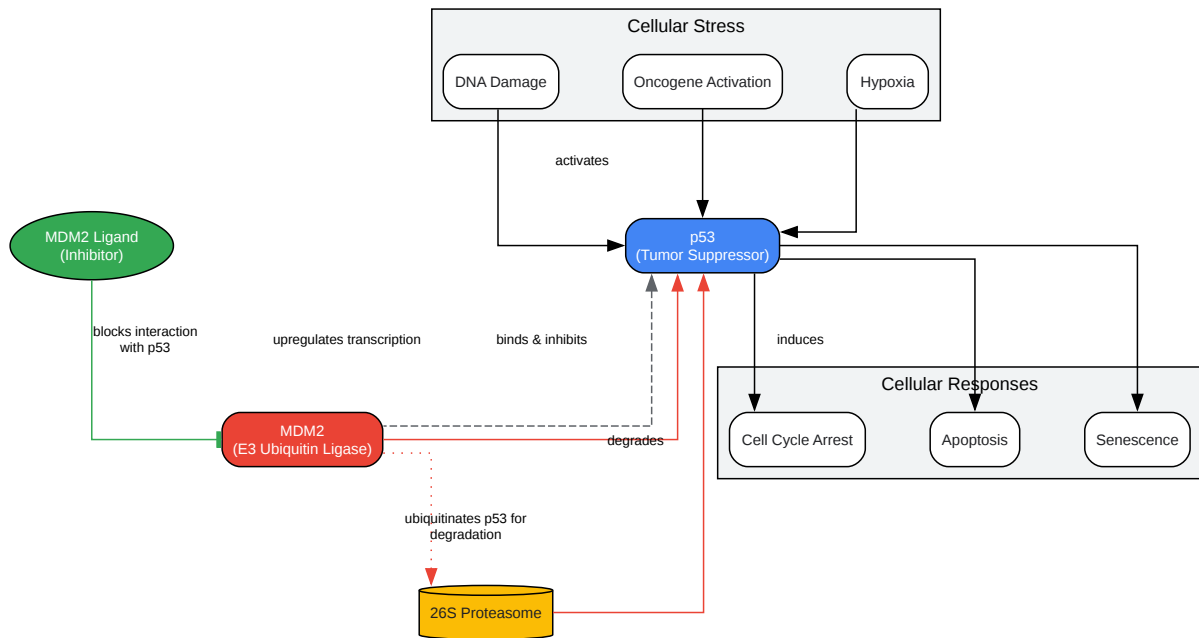 Cellular Stress
DNA Damage
Oncogene Activation
Hypoxia
activates
MDM2 Ligand
(Inhibitor)
p53
(Tumor Suppressor)
blocks interaction
with p53
upregulates transcription
binds & inhibits
induces
Cellular Responses
MDM2
(E3 Ubiquitin Ligase)
degrades
Cell Cycle Arrest
Apoptosis
Senescence
ubiquitinates p53 for
degradation
26S Proteasome